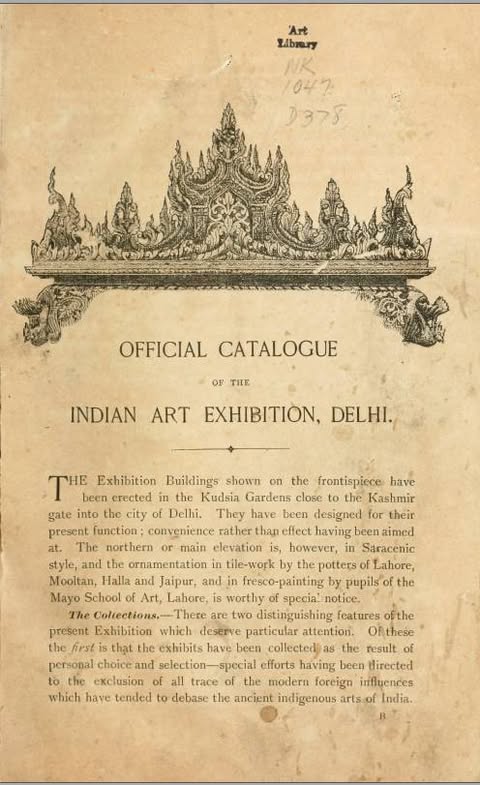 Art
Library
NK
1047
D378
OFFICIAL CATALOGUE
OF THE
INDIAN ART EXHIBITION, DELHI.
THE Exhibition Buildings shown on the frontispiece have
been erected in the Kudsia Gardens close to the Kashmir
gate into the city of Delhi. They have been designed for their
present function; convenience rather than effect having been aimed
at. The northern or main elevation is, however, in Saracenic
style, and the ornamentation in tile-work by the potters of Lahore,
Mooltan, Halla and Jaipur, and in fresco-painting by pupils of the
Mayo School of Art, Lahore, is worthy of special notice.
The Collections.—There are two distinguishing features of the
present Exhibition which deserve particular attention. Of these
the first is that the exhibits have been collected as the result of
personal choice and selection—special efforts having been directed
to the exclusion of all trace of the modern foreign influences
which have tended to debase the ancient indigenous arts of India.
B